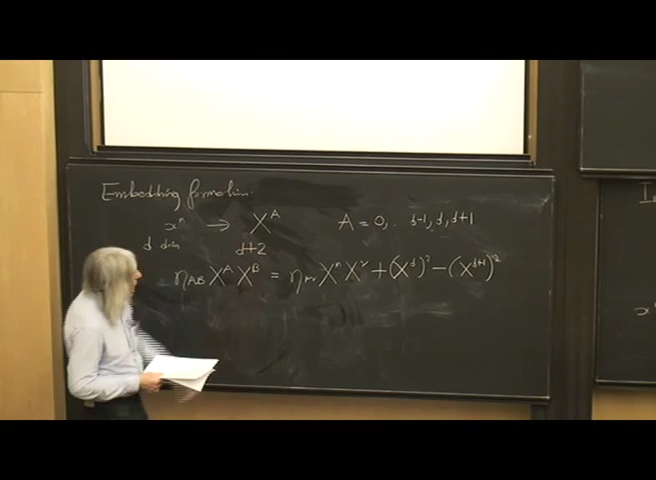 Embedding formalism.
x^μ → X^A A = 0, .. d-1, d, d+1
d dim d+2
η_AB X^A X^B = η_μν X^μ X^ν + (X^d)^2 - (X^{d+1})^2